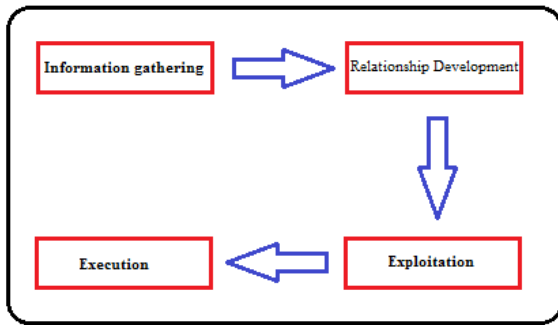 Information gathering
Relationship Development
Execution
Exploitation